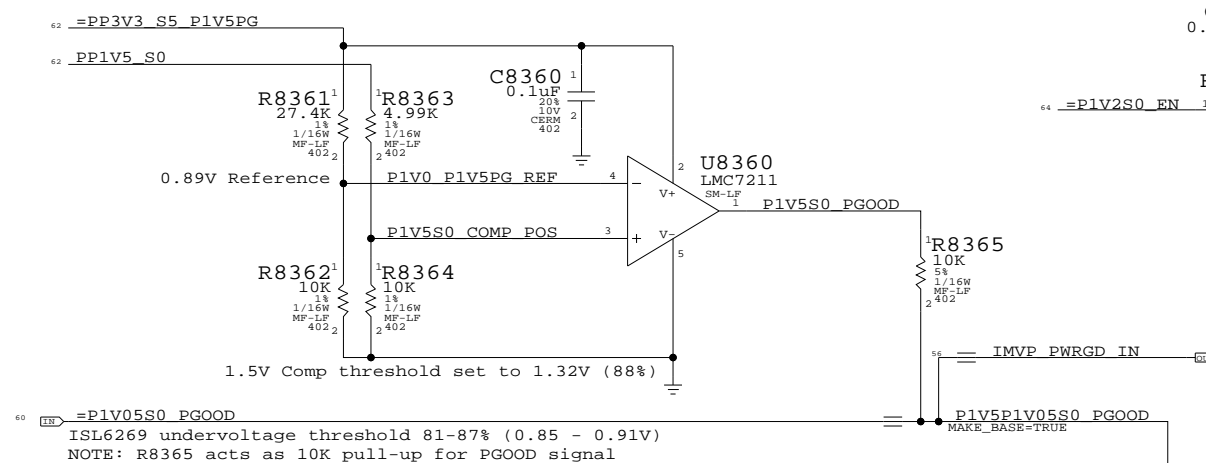 62 =PP3V3_S5_P1V5PG
62 PP1V5_S0
R8361 1
27.4K
1%
1/16W
MF-LF
402 2
1 R8363
4.99K
1%
1/16W
MF-LF
2 402
C8360 1
0.1uF
20%
10V
CERM 2
402
0.89V Reference
P1V0_P1V5PG_REF 4
P1V5S0_COMP_POS 3
U8360
LMC7211
SM-LF
2
V+
V-
5
1 P1V5S0_PGOOD
R8362 1
10K
1%
1/16W
MF-LF
402 2
1 R8364
10K
1%
1/16W
MF-LF
2 402
1 R8365
10K
5%
1/16W
MF-LF
2 402
1.5V Comp threshold set to 1.32V (88%)
56 IMVP_PWRGD_IN
60 IN =P1V05S0_PGOOD
P1V5P1V05S0_PGOOD
MAKE_BASE=TRUE
ISL6269 undervoltage threshold 81-87% (0.85 - 0.91V)
NOTE: R8365 acts as 10K pull-up for PGOOD signal
0.
64 =P1V2S0_EN 1